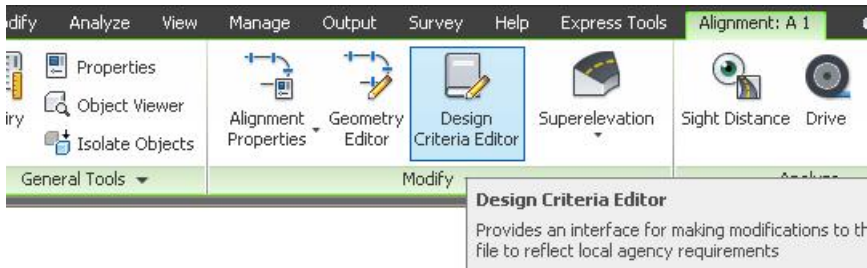 Analyze View Manage Output Survey Help Express Tools Alignment: A 1
Properties
Object Viewer
Isolate Objects
Alignment Properties
Geometry Editor
Design Criteria Editor
Superelevation
Sight Distance
Drive
General Tools
Modify
Design Criteria Editor
Provides an interface for making modifications to th
file to reflect local agency requirements